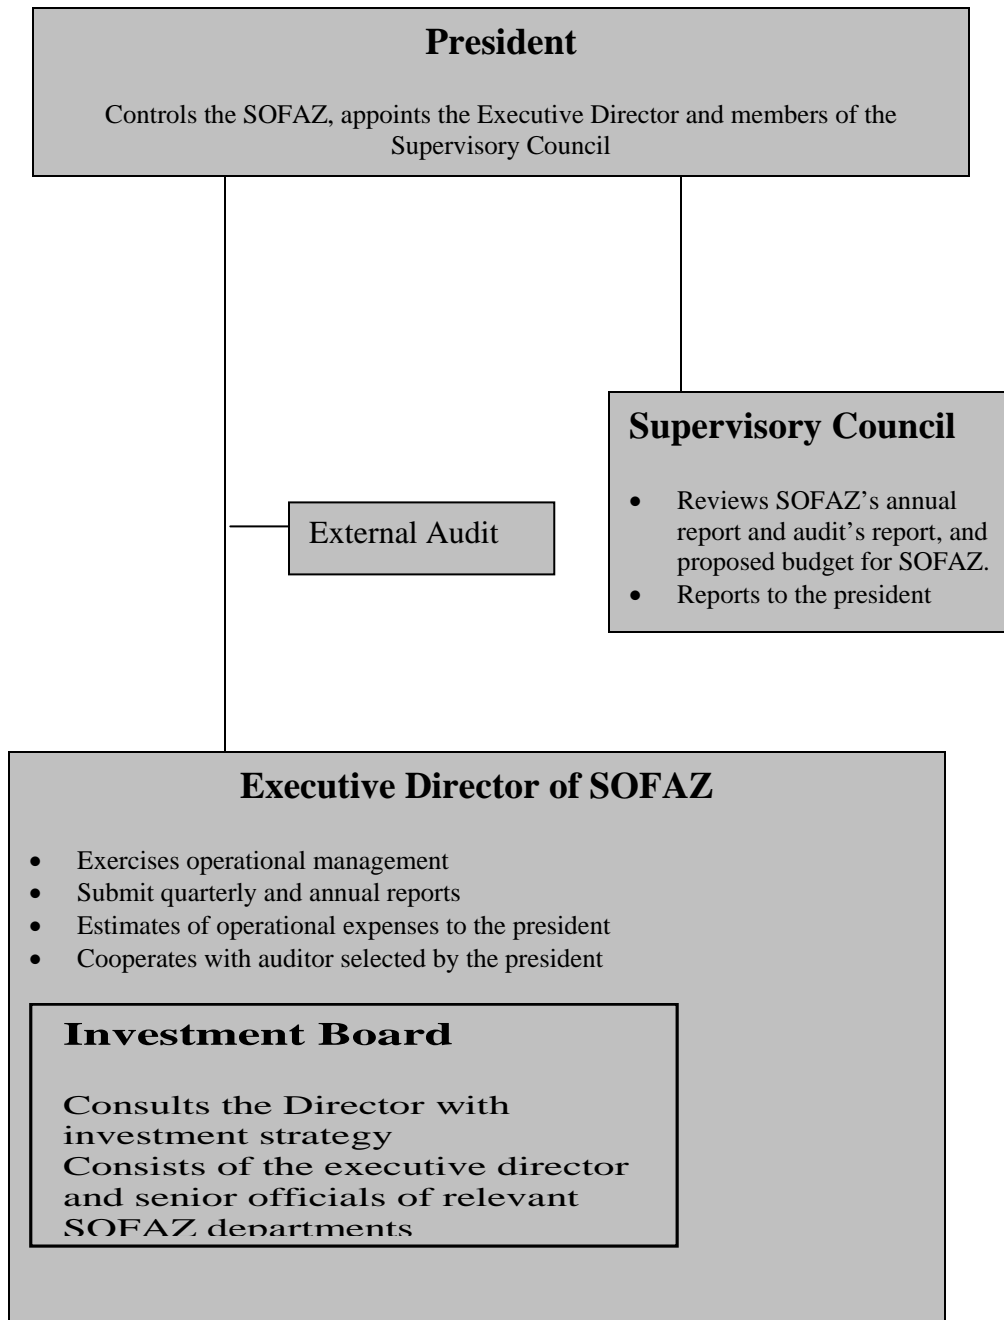 President
Controls the SOFAZ, appoints the Executive Director and members of the
Supervisory Council
Supervisory Council
• Reviews SOFAZ’s annual
report and audit’s report, and
proposed budget for SOFAZ.
• Reports to the president
External Audit
Executive Director of SOFAZ
• Exercises operational management
• Submit quarterly and annual reports
• Estimates of operational expenses to the president
• Cooperates with auditor selected by the president
Investment Board
Consults the Director with
investment strategy
Consists of the executive director
and senior officials of relevant
SOFAZ departments